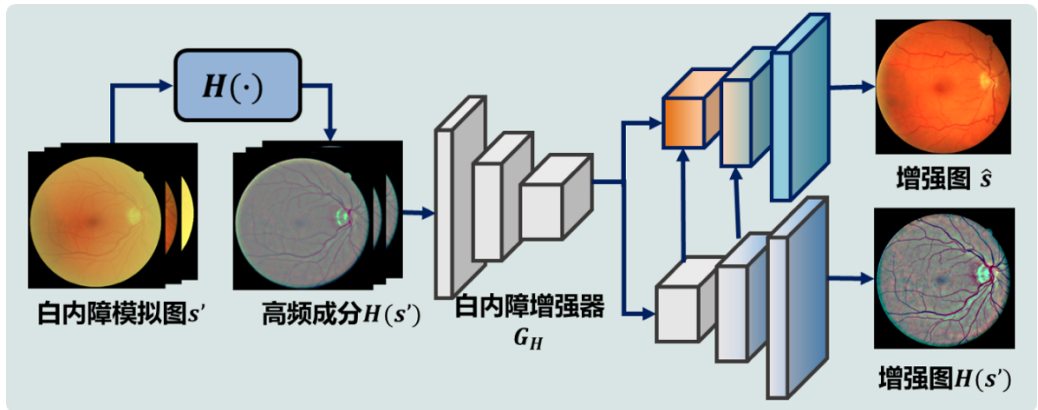 H(·)
白内障模拟图s’
高频成分H(s’)
白内障增强器
G_H
增强图 ŝ
增强图H(s’)